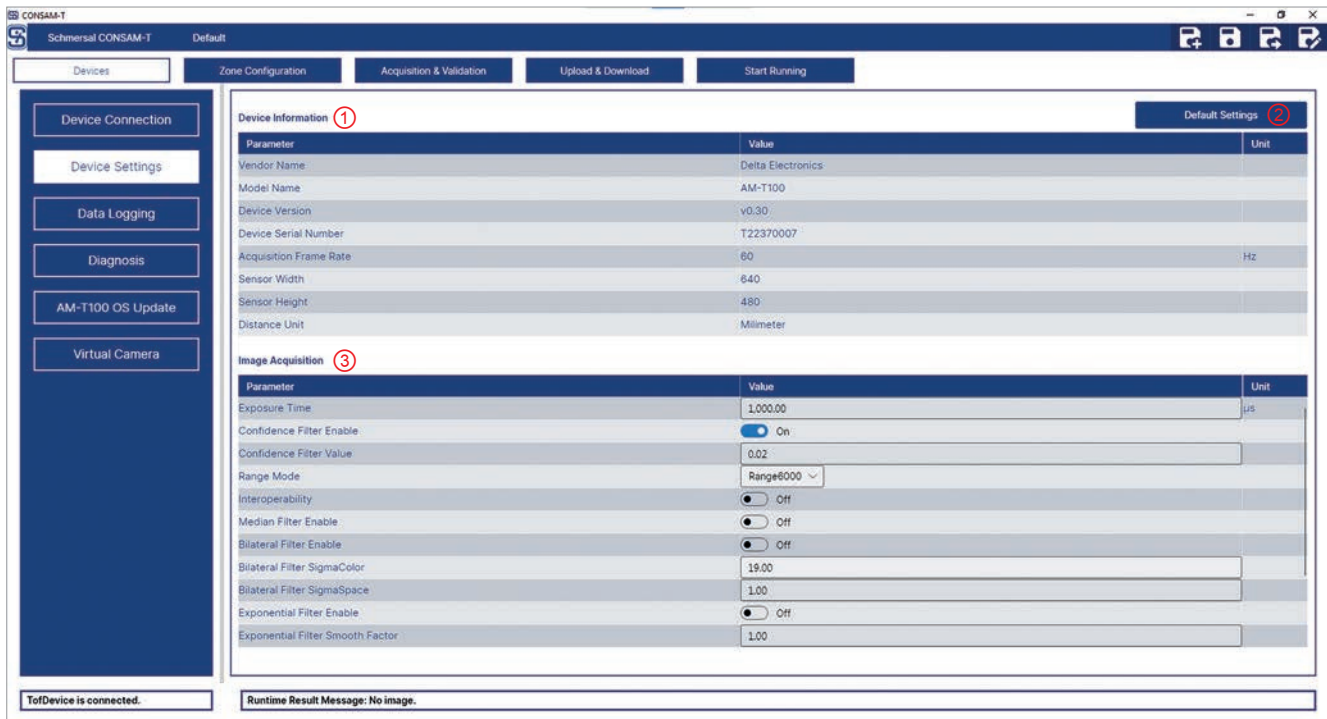 CONSAM-T
Schmersal CONSAM-T Default
Devices Zone Configuration Acquisition & Validation Upload & Download Start Running
Device Connection
Device Settings
Data Logging
Diagnosis
AM-T100 OS Update
Virtual Camera
Device Information 1 Default Settings 2
Parameter Value Unit
Vendor Name Delta Electronics
Model Name AM-T100
Device Version v0.30
Device Serial Number T22370007
Acquisition Frame Rate 60 Hz
Sensor Width 640
Sensor Height 480
Distance Unit Milimeter
Image Acquisition 3
Parameter Value Unit
Exposure Time 1,000.00 µs
Confidence Filter Enable On
Confidence Filter Value 0.02
Range Mode Range6000
Interoperability Off
Median Filter Enable Off
Bilateral Filter Enable Off
Bilateral Filter SigmaColor 19.00
Bilateral Filter SigmaSpace 1.00
Exponential Filter Enable Off
Exponential Filter Smooth Factor 1.00
TofDevice is connected. Runtime Result Message: No image.